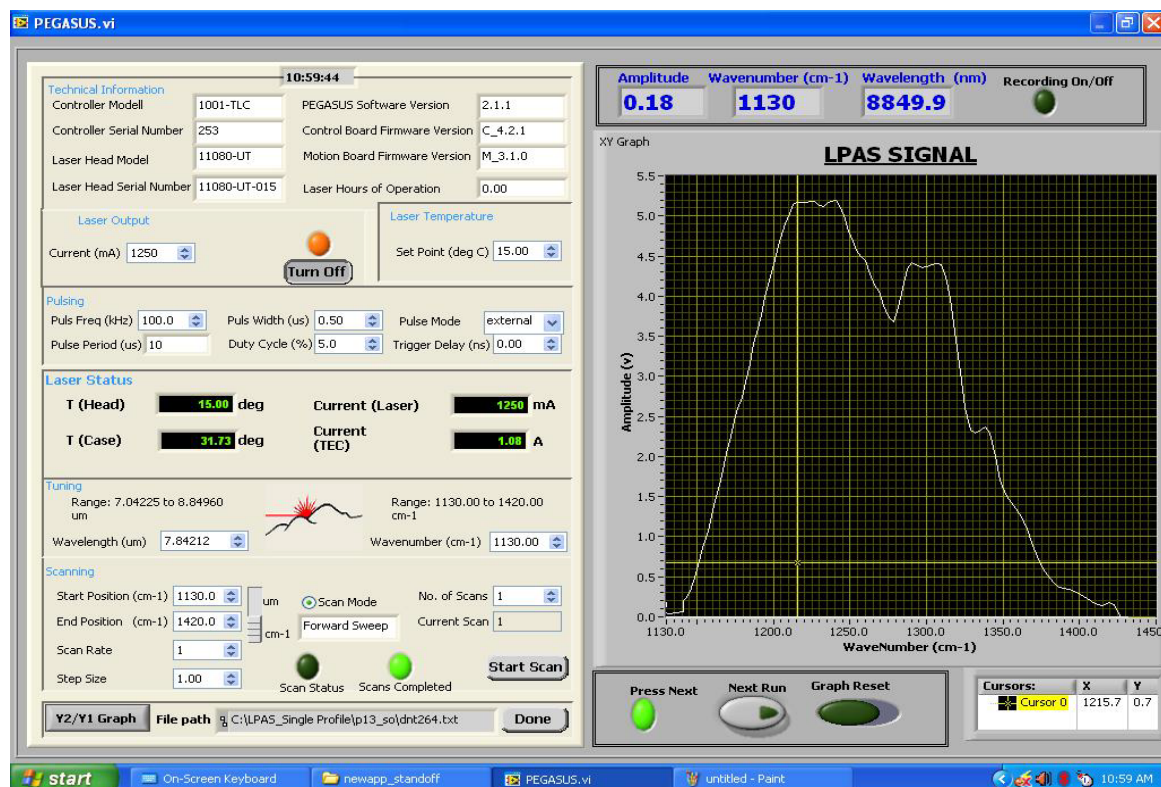 PEGASUS.vi
10:59:44
Technical Information
Controller Modell 1001-TLC PEGASUS Software Version 2.1.1
Controller Serial Number 253 Control Board Firmware Version C_4.2.1
Laser Head Model 11080-UT Motion Board Firmware Version M_3.1.0
Laser Head Serial Number 11080-UT-015 Laser Hours of Operation 0.00
Laser Output
Current (mA) 1250
Turn Off
Laser Temperature
Set Point (deg C) 15.00
Pulsing
Puls Freq (kHz) 100.0 Puls Width (us) 0.50 Pulse Mode external
Pulse Period (us) 10 Duty Cycle (%) 5.0 Trigger Delay (ns) 0.00
Laser Status
T (Head) 15.00 deg Current (Laser) 1250 mA
T (Case) 31.73 deg Current (TEC) 1.08 A
Tuning
Range: 7.04225 to 8.84960
um
Range: 1130.00 to 1420.00
cm-1
Wavelength (um) 7.84212 Wavenumber (cm-1) 1130.00
Scanning
Start Position (cm-1) 1130.0 um Scan Mode No. of Scans 1
End Position (cm-1) 1420.0 cm-1 Forward Sweep Current Scan 1
Scan Rate 1
Step Size 1.00
Scan Status Scans Completed Start Scan
Y2/Y1 Graph File path C:\LPAS_Single Profile\p13_so\dnt264.txt Done
Amplitude Wavenumber (cm-1) Wavelength (nm) Recording On/Off
0.18 1130 8849.9
XY Graph
LPAS SIGNAL
5.5
5.0
4.5
4.0
3.5
3.0
2.5
2.0
1.5
1.0
0.5
0.0
Amplitude (v)
1130.0 1200.0 1250.0 1300.0 1350.0 1400.0 1450
WaveNumber (cm-1)
Press Next Next Run Graph Reset
Cursors: X Y
Cursor 0 1215.7 0.7
start On-Screen Keyboard newapp_standoff PEGASUS.vi untitled - Paint 10:59 AM